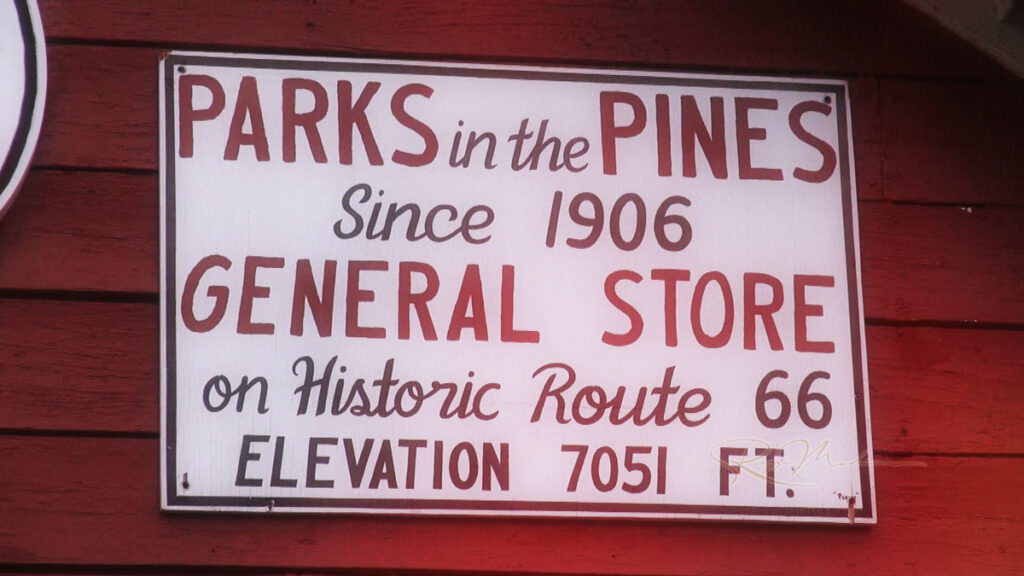 PARKS in the PINES
Since 1906
GENERAL STORE
on Historic Route 66
ELEVATION 7051 FT.